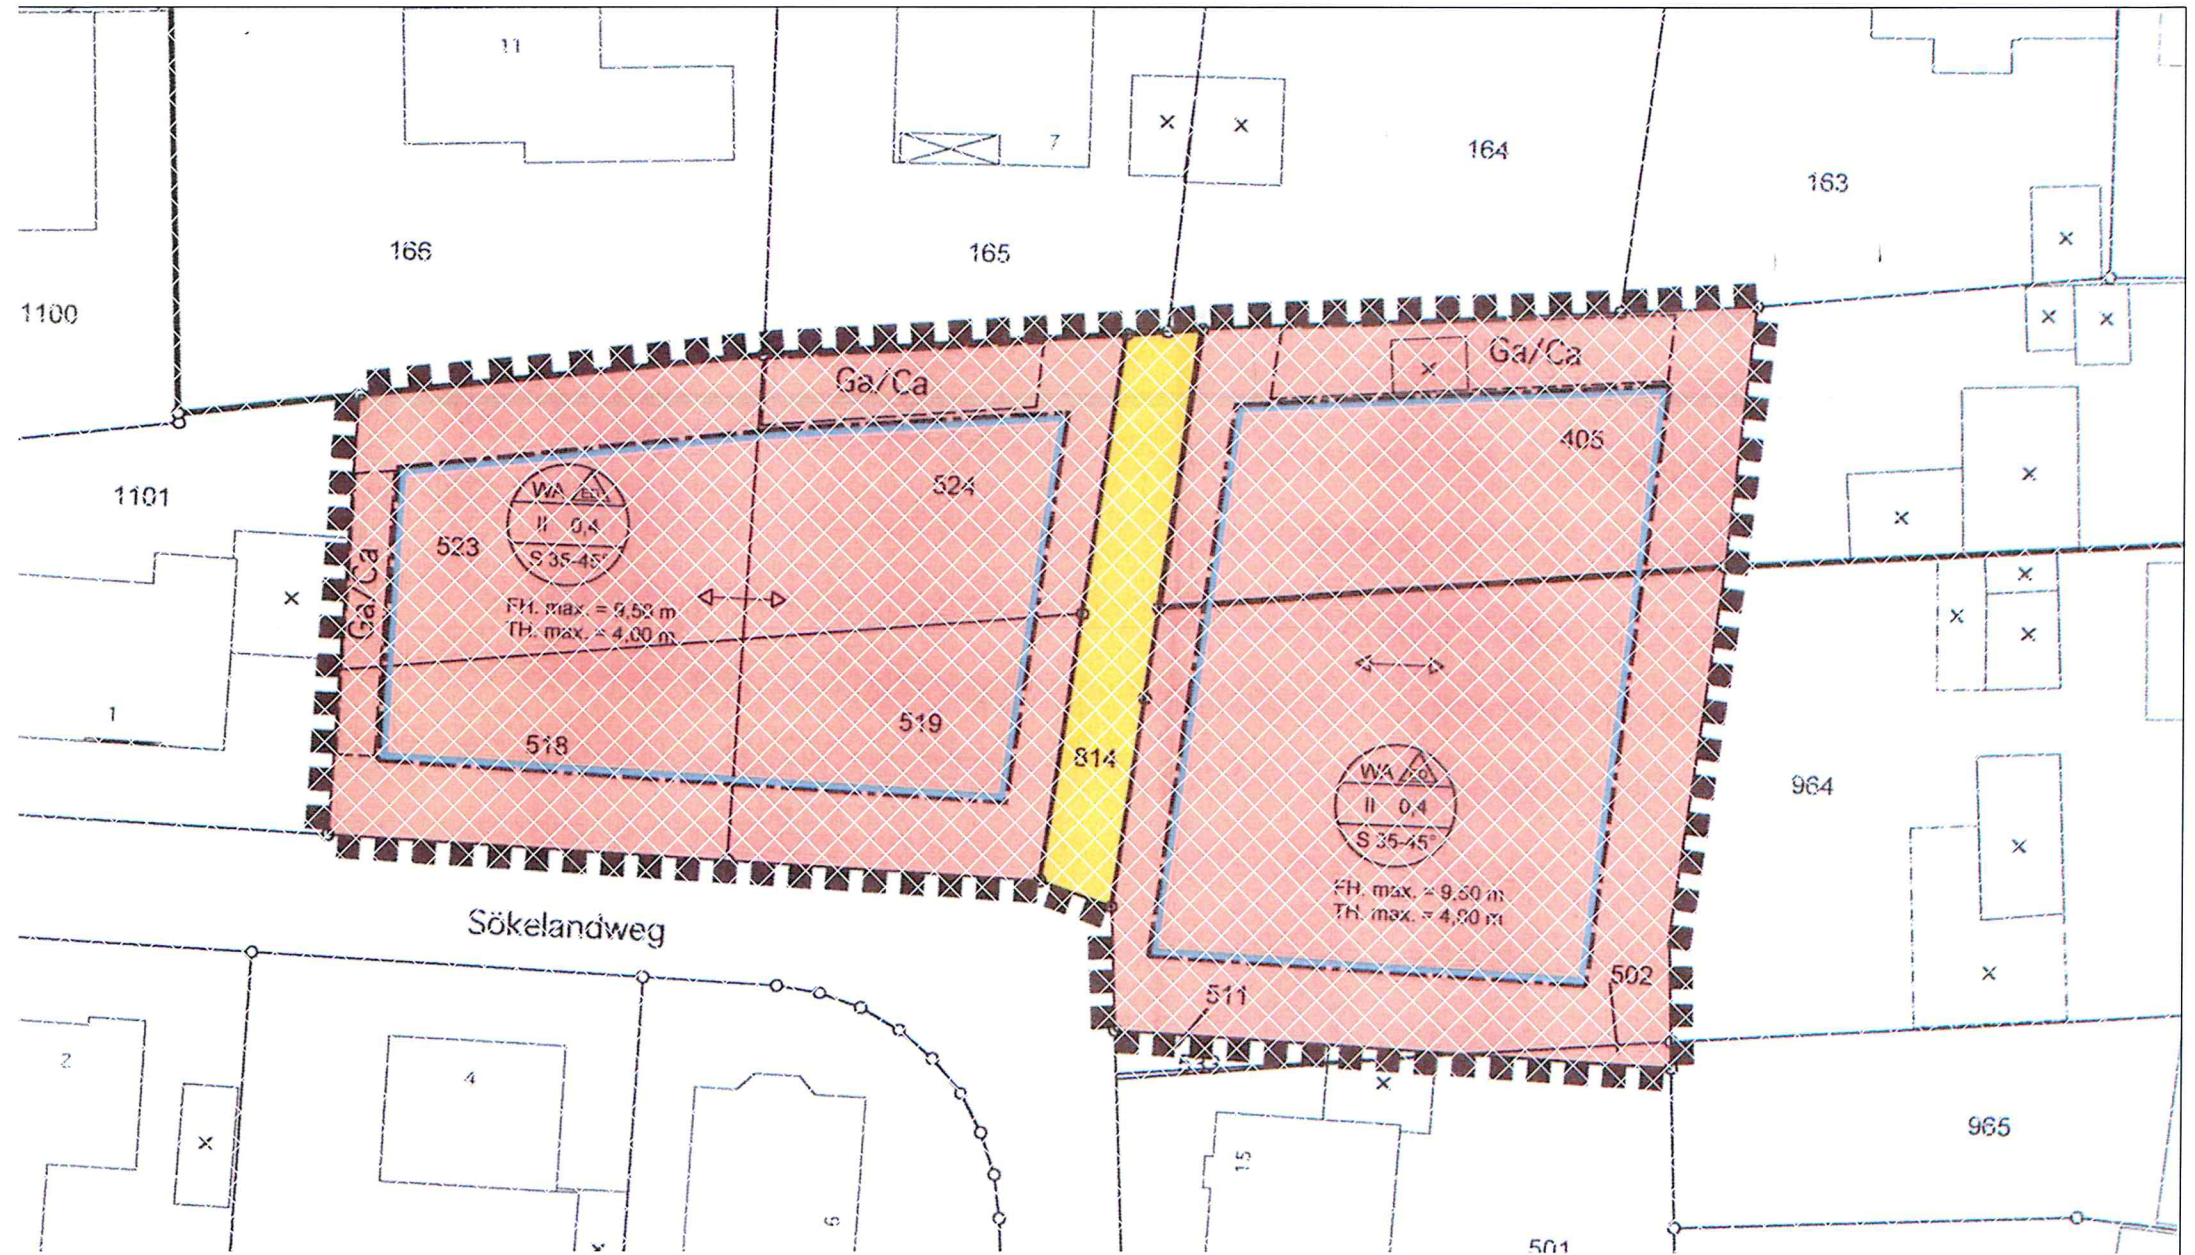 11
7
164
163
166
165
1100
Ga/Ca
Ga/Ca
405
1101
524
WA ED
II 0,4
S 35-45°
523
Ga/Ca
FH. max. = 9,50 m
TH. max. = 4,00 m
1
518
519
814
964
WA ED
II 0,4
S 35-45°
FH. max. = 9,50 m
TH. max. = 4,00 m
Sökelandweg
511
502
2
4
6
15
965
501